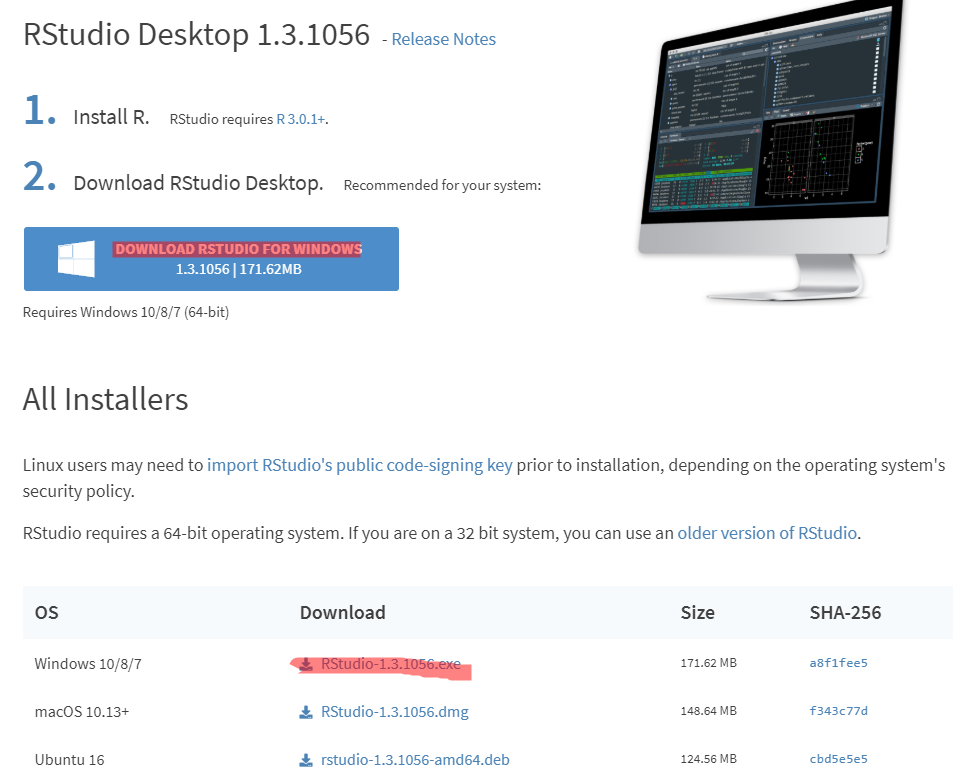 RStudio Desktop 1.3.1056 - Release Notes
1. Install R. RStudio requires R 3.0.1+.
2. Download RStudio Desktop. Recommended for your system:
DOWNLOAD RSTUDIO FOR WINDOWS
1.3.1056 | 171.62MB
Requires Windows 10/8/7 (64-bit)
All Installers
Linux users may need to import RStudio's public code-signing key prior to installation, depending on the operating system's
security policy.
RStudio requires a 64-bit operating system. If you are on a 32 bit system, you can use an older version of RStudio.
OS Download Size SHA-256
Windows 10/8/7 RStudio-1.3.1056.exe 171.62 MB a8f1fee5
macOS 10.13+ RStudio-1.3.1056.dmg 148.64 MB f343c77d
Ubuntu 16 rstudio-1.3.1056-amd64.deb 124.56 MB cbd5e5e5